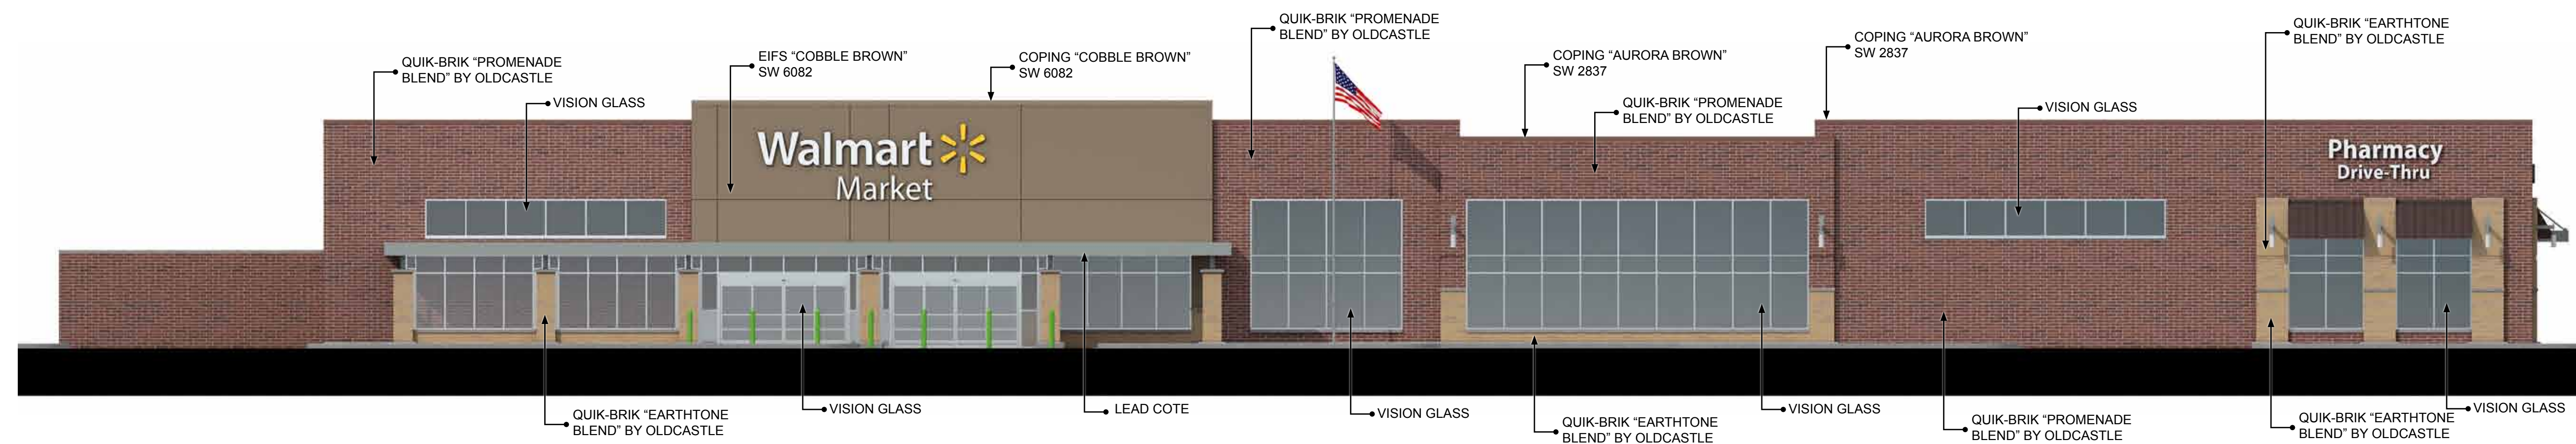 QUIK-BRIK “PROMENADE
BLEND” BY OLDCASTLE
VISION GLASS
EIFS “COBBLE BROWN”
SW 6082
COPING “COBBLE BROWN”
SW 6082
QUIK-BRIK “PROMENADE
BLEND” BY OLDCASTLE
COPING “AURORA BROWN”
SW 2837
QUIK-BRIK “PROMENADE
BLEND” BY OLDCASTLE
COPING “AURORA BROWN”
SW 2837
VISION GLASS
QUIK-BRIK “EARTHTONE
BLEND” BY OLDCASTLE
Walmart
Market
Pharmacy
Drive-Thru
QUIK-BRIK “EARTHTONE
BLEND” BY OLDCASTLE
VISION GLASS
LEAD COTE
VISION GLASS
QUIK-BRIK “EARTHTONE
BLEND” BY OLDCASTLE
VISION GLASS
QUIK-BRIK “PROMENADE
BLEND” BY OLDCASTLE
QUIK-BRIK “EARTHTONE
BLEND” BY OLDCASTLE
VISION GLASS